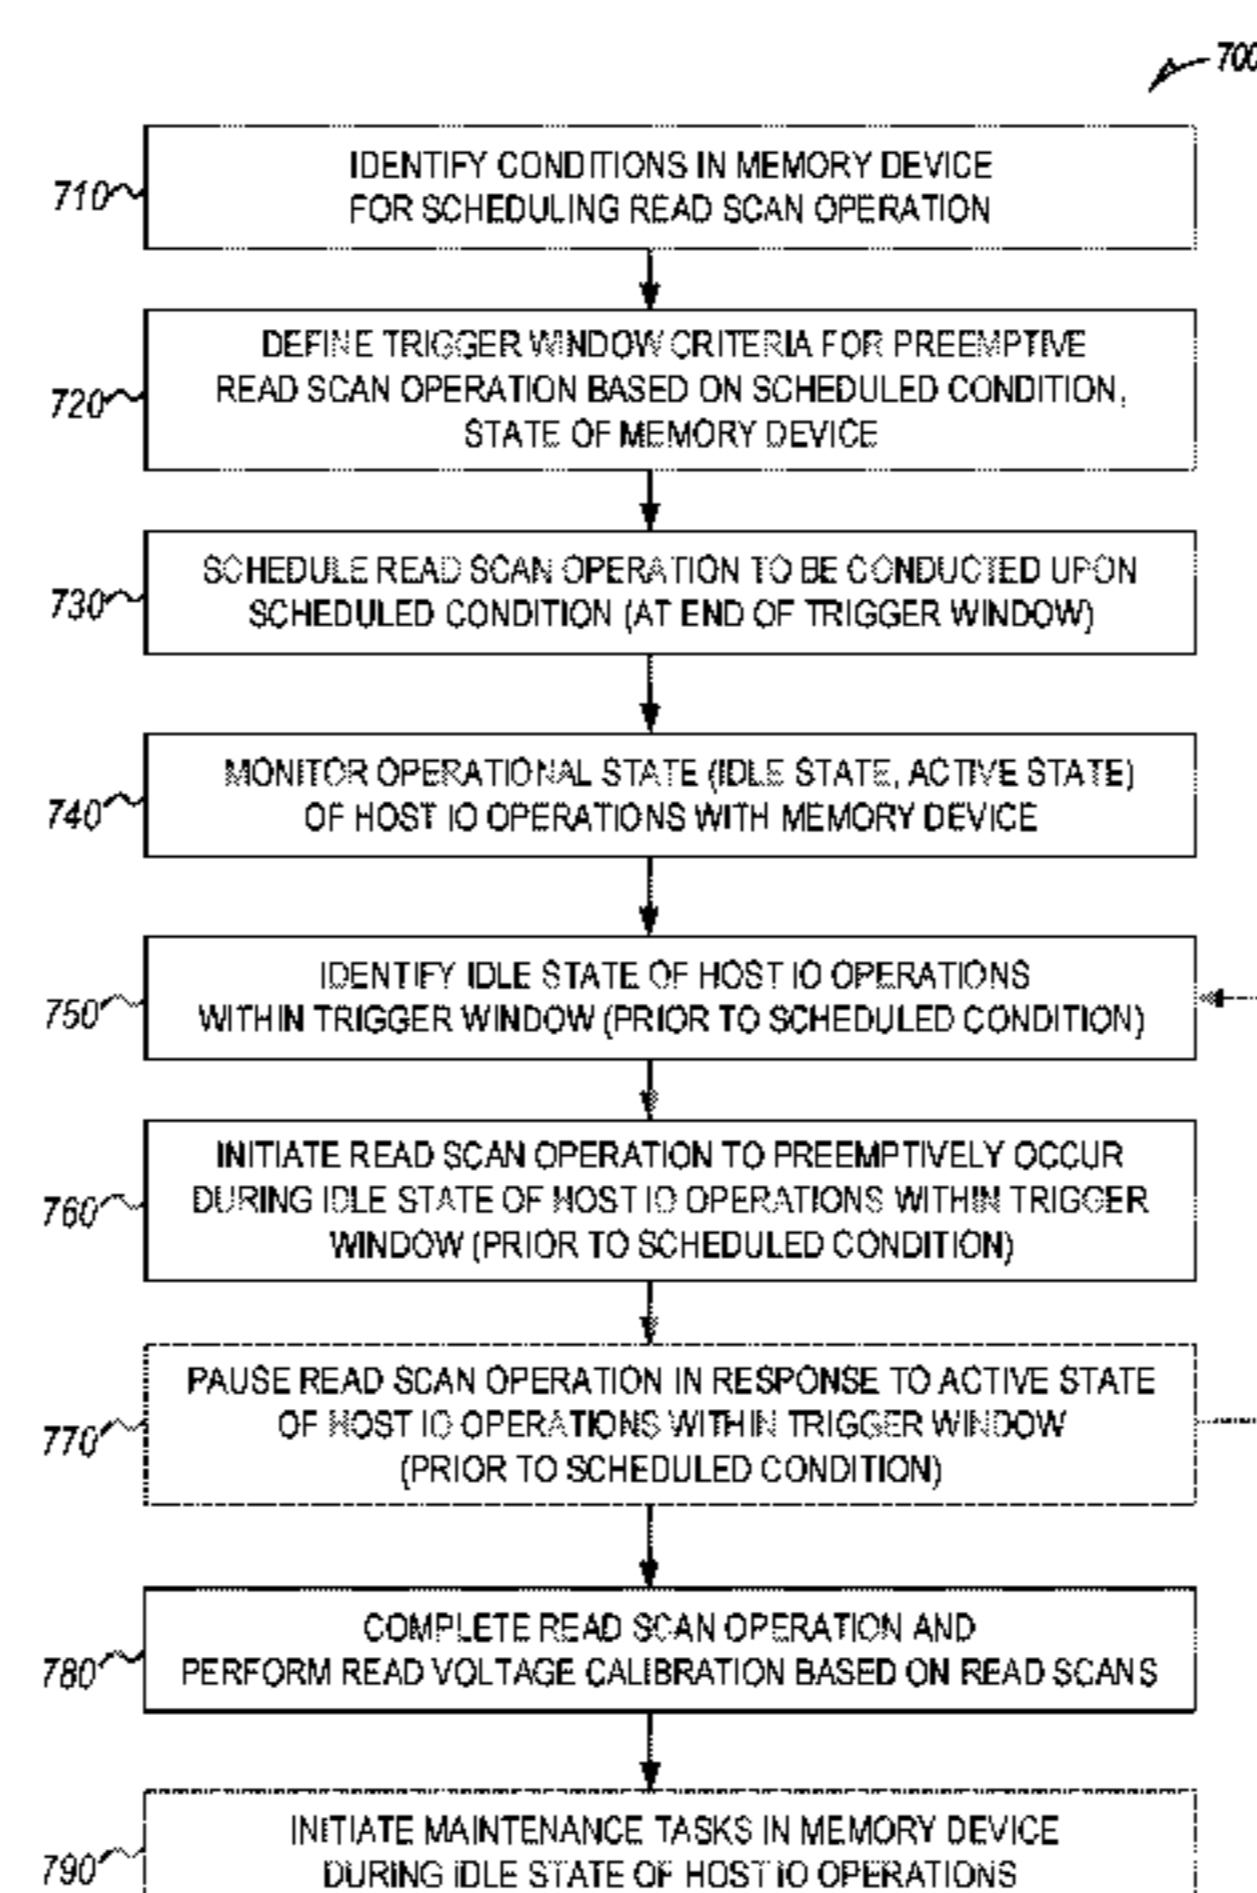 700
710
IDENTIFY CONDITIONS IN MEMORY DEVICE
FOR SCHEDULING READ SCAN OPERATION
720
DEFINE TRIGGER WINDOW CRITERIA FOR PREEMPTIVE
READ SCAN OPERATION BASED ON SCHEDULED CONDITION,
STATE OF MEMORY DEVICE
730
SCHEDULE READ SCAN OPERATION TO BE CONDUCTED UPON
SCHEDULED CONDITION (AT END OF TRIGGER WINDOW)
740
MONITOR OPERATIONAL STATE (IDLE STATE, ACTIVE STATE)
OF HOST IO OPERATIONS WITH MEMORY DEVICE
750
IDENTIFY IDLE STATE OF HOST IO OPERATIONS
WITHIN TRIGGER WINDOW (PRIOR TO SCHEDULED CONDITION)
760
INITIATE READ SCAN OPERATION TO PREEMPTIVELY OCCUR
DURING IDLE STATE OF HOST IO OPERATIONS WITHIN TRIGGER
WINDOW (PRIOR TO SCHEDULED CONDITION)
770
PAUSE READ SCAN OPERATION IN RESPONSE TO ACTIVE STATE
OF HOST IO OPERATIONS WITHIN TRIGGER WINDOW
(PRIOR TO SCHEDULED CONDITION)
780
COMPLETE READ SCAN OPERATION AND
PERFORM READ VOLTAGE CALIBRATION BASED ON READ SCANS
790
INITIATE MAINTENANCE TASKS IN MEMORY DEVICE
DURING IDLE STATE OF HOST IO OPERATIONS